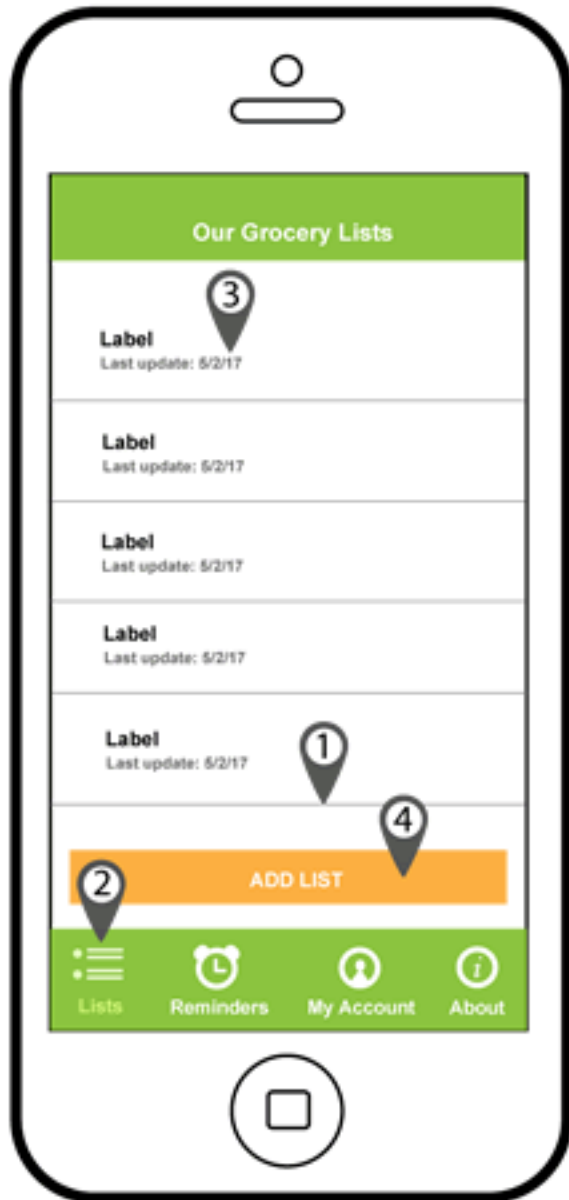 Our Grocery Lists
3
Label
Last update: 5/2/17
Label
Last update: 5/2/17
Label
Last update: 5/2/17
Label
Last update: 5/2/17
Label
Last update: 5/2/17
1
4
ADD LIST
2
Lists Reminders My Account About